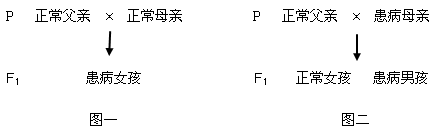 P 正常父亲 × 正常母亲 P 正常父亲 × 患病母亲
F₁ 患病女孩 F₁ 正常女孩 患病男孩
图一 图二